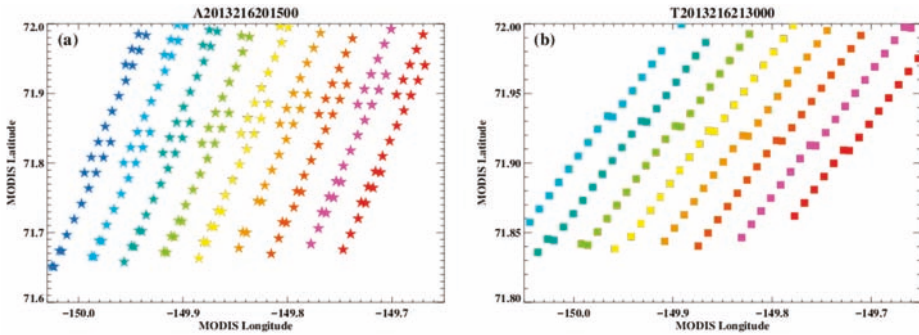 A2013216201500
(a)
72.0
71.9
71.8
71.7
71.6
MODIS Latitude
−150.0
−149.9
−149.8
−149.7
MODIS Longitude
T2013216213000
(b)
72.00
71.95
71.90
71.85
71.80
MODIS Latitude
−150.0
−149.9
−149.8
−149.7
MODIS Longitude